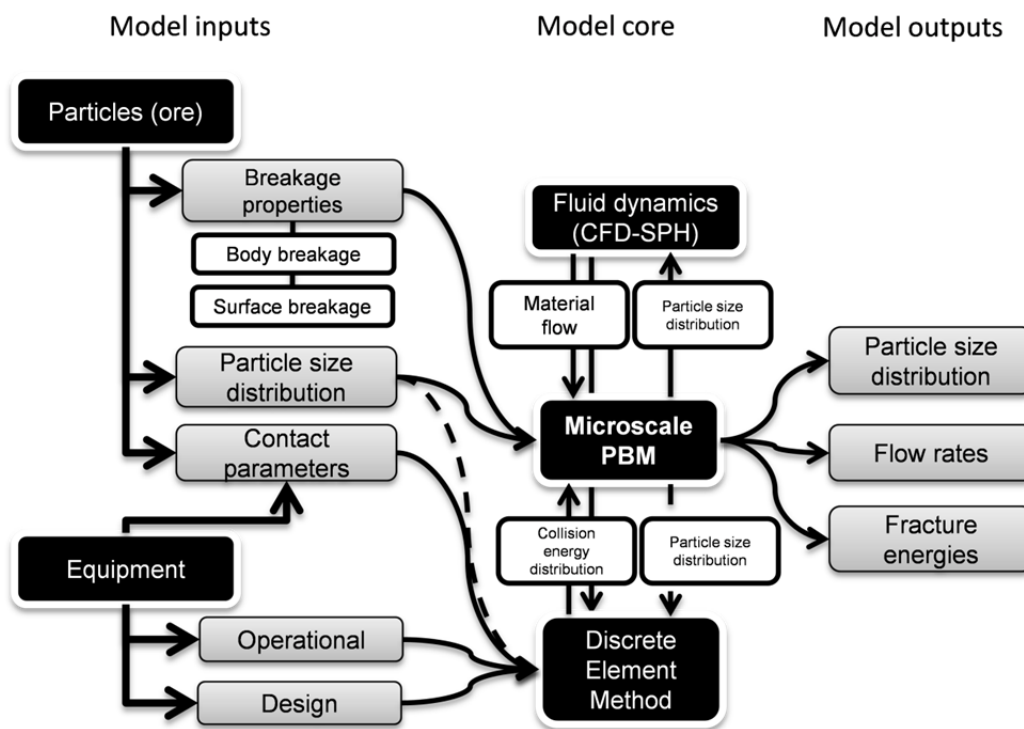 Model inputs
Model core
Model outputs
Particles (ore)
Breakage
properties
Body breakage
Surface breakage
Particle size
distribution
Contact
parameters
Equipment
Operational
Design
Fluid dynamics
(CFD-SPH)
Material
flow
Particle size
distribution
Microscale
PBM
Collision
energy
distribution
Particle size
distribution
Discrete
Element
Method
Particle size
distribution
Flow rates
Fracture
energies